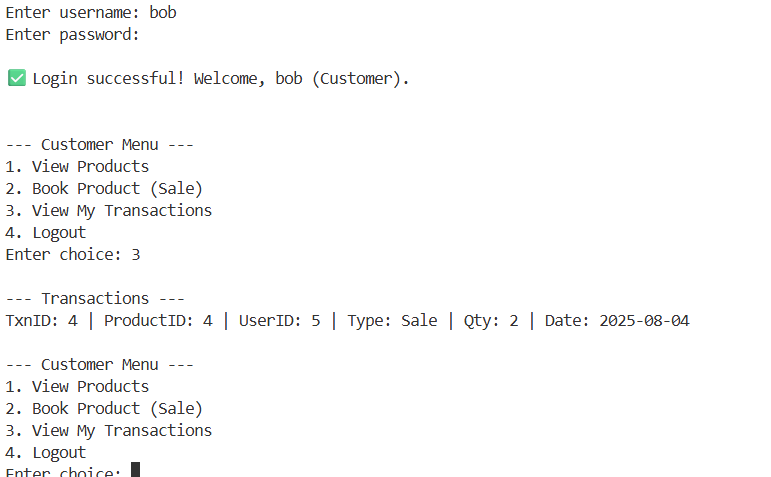 Enter username: bob
Enter password:
✅ Login successful! Welcome, bob (Customer).
--- Customer Menu ---
1. View Products
2. Book Product (Sale)
3. View My Transactions
4. Logout
Enter choice: 3
--- Transactions ---
TxnID: 4 | ProductID: 4 | UserID: 5 | Type: Sale | Qty: 2 | Date: 2025-08-04
--- Customer Menu ---
1. View Products
2. Book Product (Sale)
3. View My Transactions
4. Logout
Enter choice: